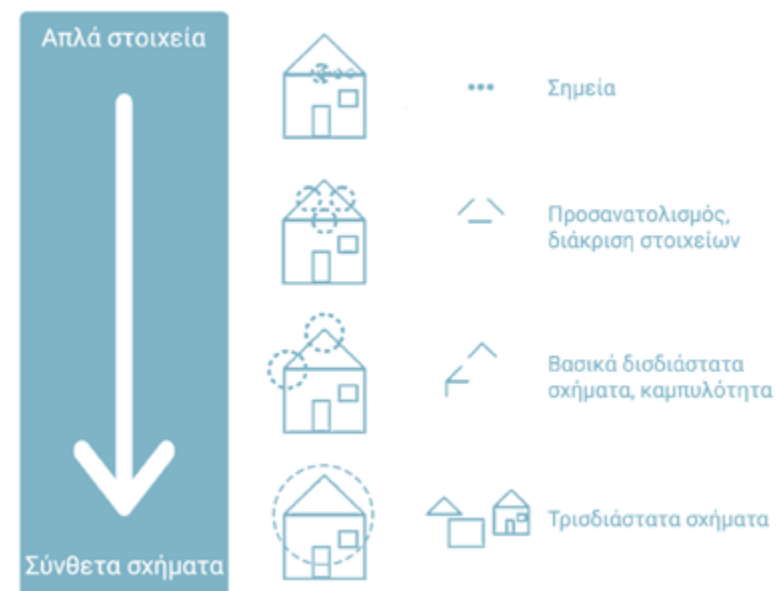 Απλά στοιχεία
Σημεία
Προσανατολισμός,
διάκριση στοιχείων
Βασικά δισδιάστατα
σχήματα, καμπυλότητα
Τρισδιάστατα σχήματα
Σύνθετα σχήματα